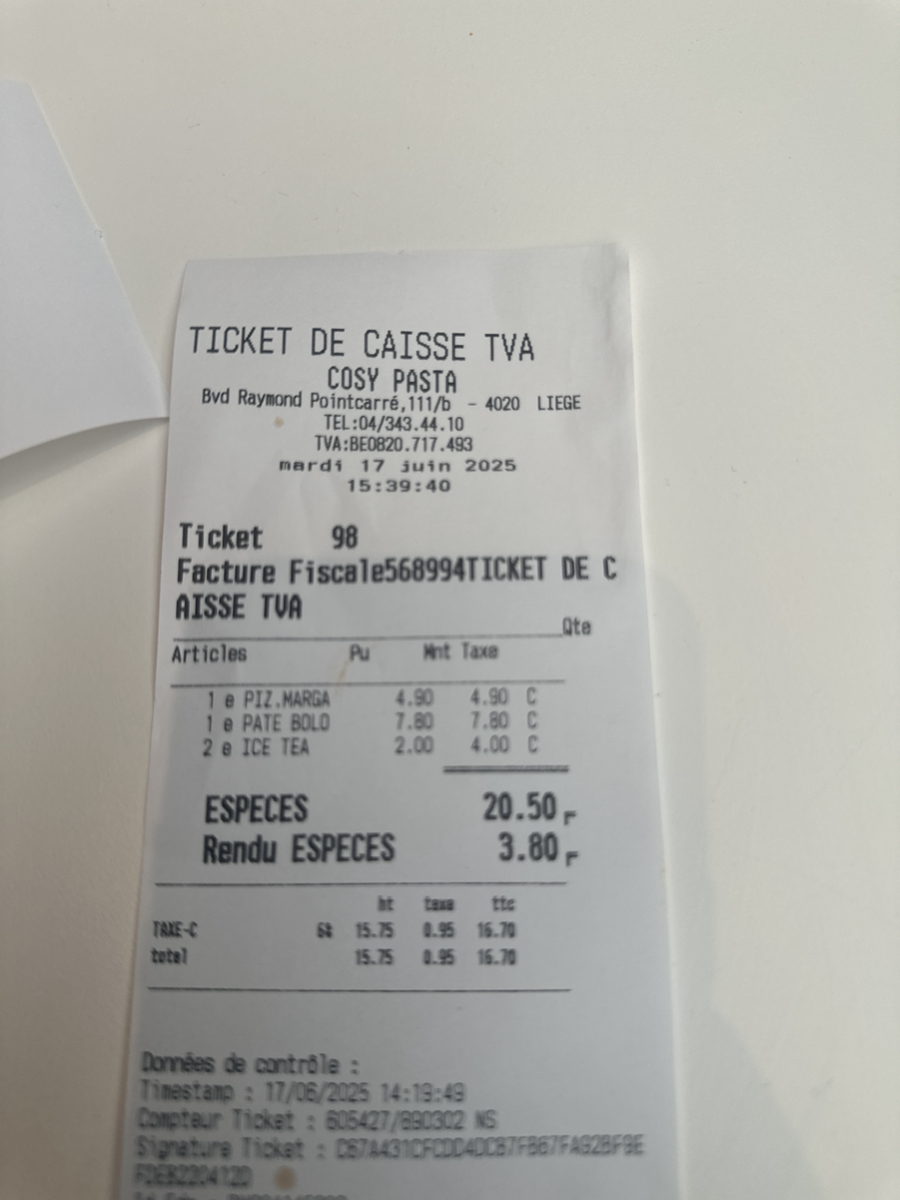 TICKET DE CAISSE TVA
COSY PASTA
Bvd Raymond Pointcarré,111/b - 4020 LIEGE
TEL:04/343.44.10
TVA:BE0820.717.493
mardi 17 juin 2025
15:39:40
Ticket 98
Facture Fiscale568994TICKET DE C
AISSE TVA
Qte
Articles Pu Mnt Taxe
1 e PIZ.MARGA 4.90 4.90 C
1 e PATE BOLO 7.80 7.80 C
2 e ICE TEA 2.00 4.00 C
ESPECES 20.50
Rendu ESPECES 3.80
ht taxe ttc
TAXE-C 6% 15.75 0.95 16.70
total 15.75 0.95 16.70
Données de contrôle :
Timestamp : 17/06/2025 14:19:49
Compteur Ticket : 605427/690302 NS
Signature Ticket :